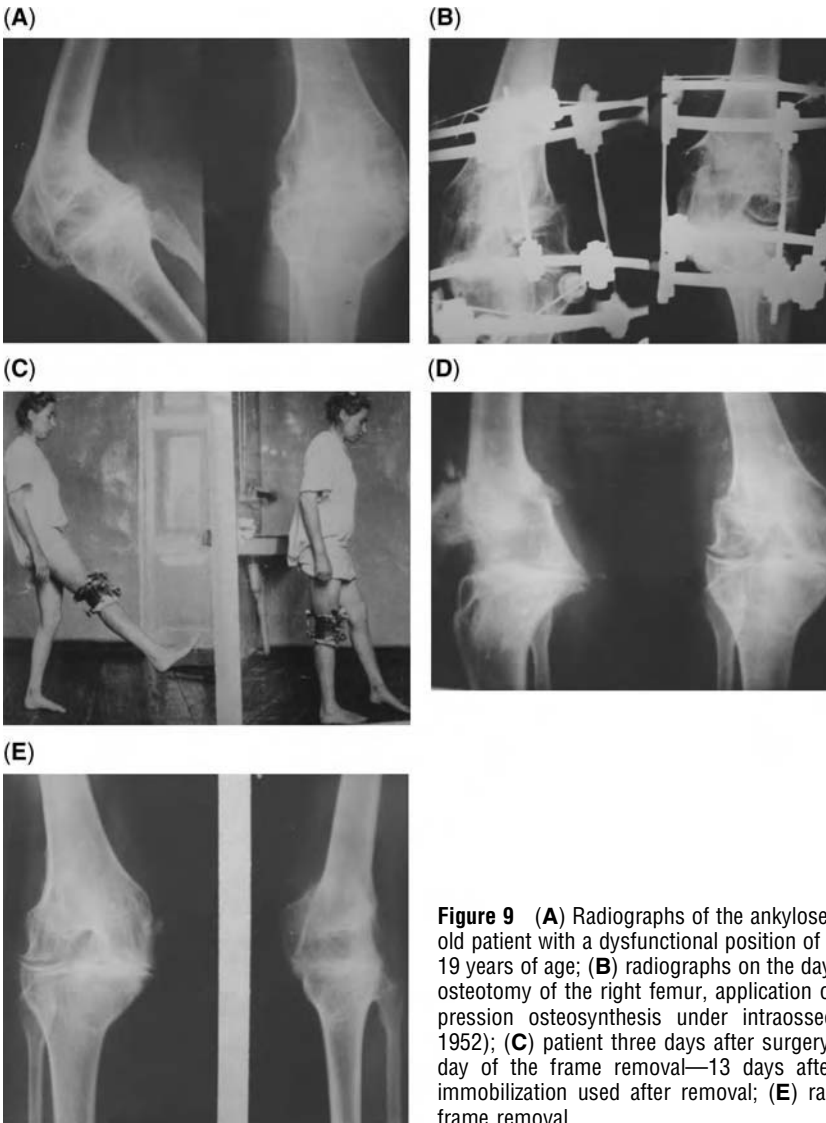 (A)
(B)
(C)
(D)
(E)
Figure 9 (A) Radiographs of the ankylose
old patient with a dysfunctional position of
19 years of age; (B) radiographs on the day
osteotomy of the right femur, application o
pression osteosynthesis under intraosse
1952); (C) patient three days after surgery
day of the frame removal—13 days afte
immobilization used after removal; (E) ra
frame removal